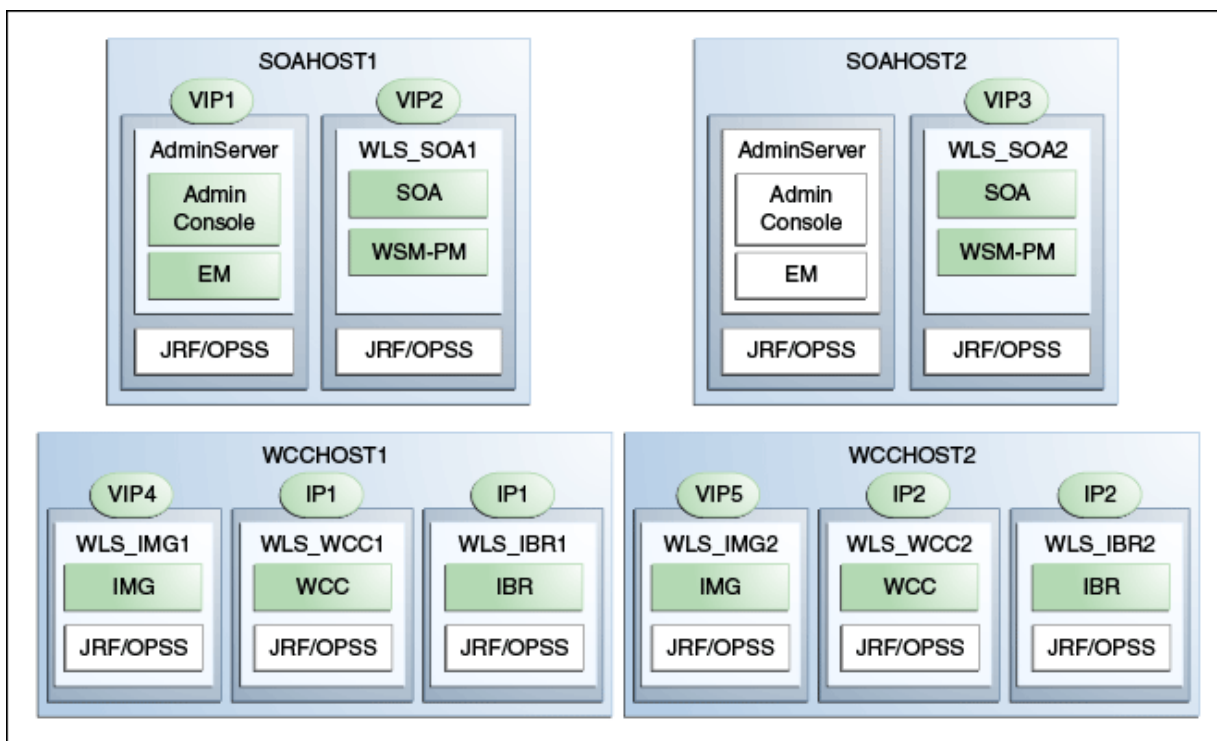 SOAHOST1
VIP1
VIP2
AdminServer
Admin
Console
EM
JRF/OPSS
WLS_SOA1
SOA
WSM-PM
JRF/OPSS
SOAHOST2
VIP3
AdminServer
Admin
Console
EM
JRF/OPSS
WLS_SOA2
SOA
WSM-PM
JRF/OPSS
WCCHOST1
VIP4
IP1
IP1
WLS_IMG1
IMG
JRF/OPSS
WLS_WCC1
WCC
JRF/OPSS
WLS_IBR1
IBR
JRF/OPSS
WCCHOST2
VIP5
IP2
IP2
WLS_IMG2
IMG
JRF/OPSS
WLS_WCC2
WCC
JRF/OPSS
WLS_IBR2
IBR
JRF/OPSS